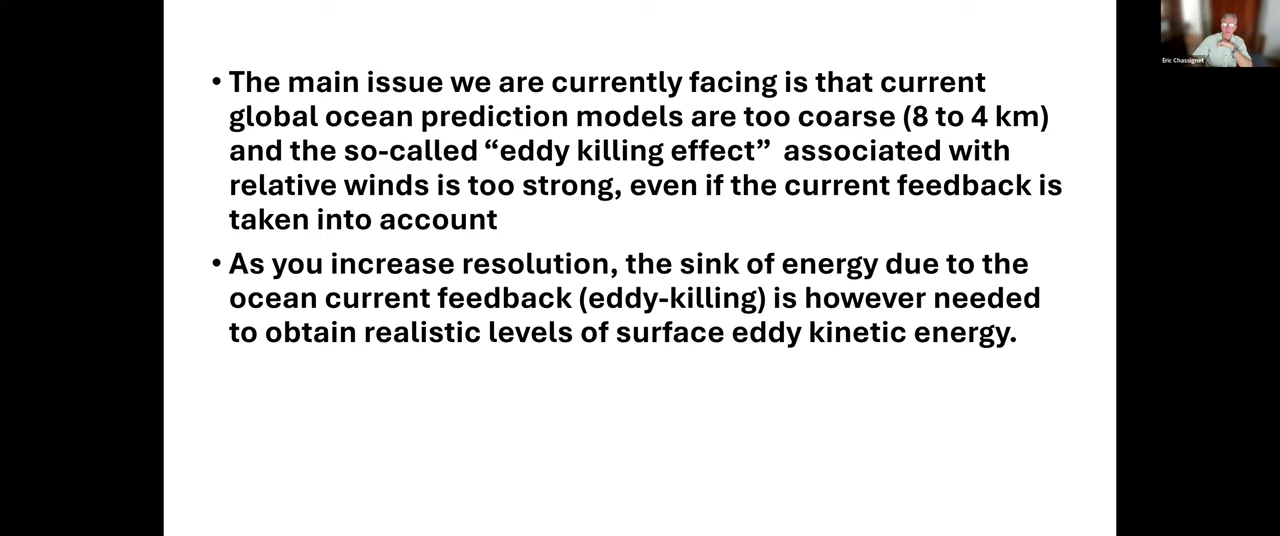 • The main issue we are currently facing is that current
global ocean prediction models are too coarse (8 to 4 km)
and the so-called “eddy killing effect”  associated with
relative winds is too strong, even if the current feedback is
taken into account
• As you increase resolution, the sink of energy due to the
ocean current feedback (eddy-killing) is however needed
to obtain realistic levels of surface eddy kinetic energy.
Eric Chassignet